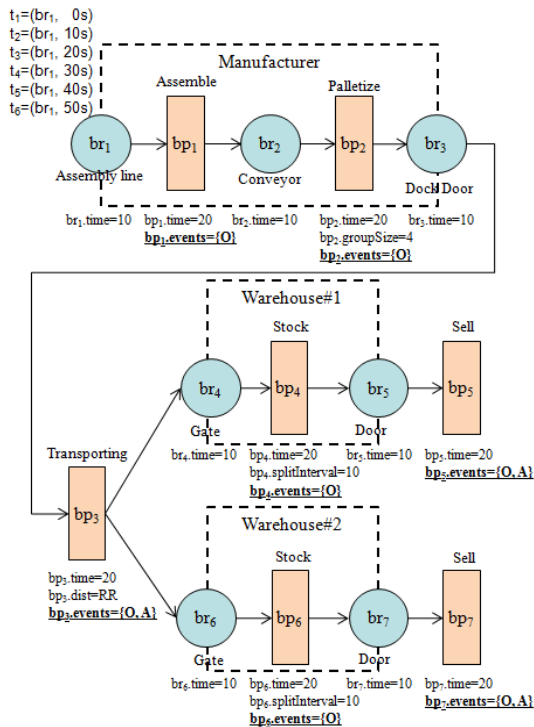 t₁=(br₁, 0s)
t₂=(br₁, 10s)
t₃=(br₁, 20s)
t₄=(br₁, 30s)
t₅=(br₁, 40s)
t₆=(br₁, 50s)
Manufacturer
Assemble
Palletize
br₁
bp₁
br₂
bp₂
br₃
Assembly line
Conveyor
Dock Door
br₁.time=10
bp₁.time=20
br₂.time=10
bp₂.time=20
br₃.time=10
bp₁.events={O}
bp₂.groupSize=4
bp₂.events={O}
Warehouse#1
Stock
Sell
br₄
bp₄
br₅
bp₅
Gate
Door
br₄.time=10
bp₄.time=20
br₅.time=10
bp₅.time=20
bp₄.splitInterval=10
bp₅.events={O, A}
bp₄.events={O}
Transporting
bp₃
bp₃.time=20
bp₃.dist=RR
bp₃.events={O, A}
Warehouse#2
Stock
Sell
br₆
bp₆
br₇
bp₇
Gate
Door
br₆.time=10
bp₆.time=20
br₇.time=10
bp₇.time=20
bp₆.splitInterval=10
bp₇.events={O, A}
bp₆.events={O}